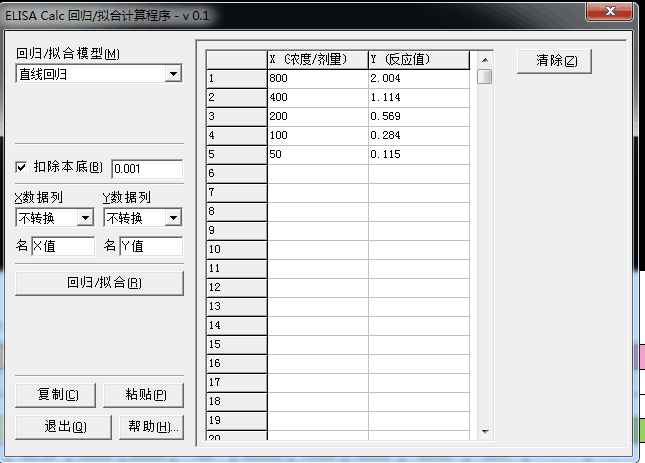 ELISA Calc 回归/拟合计算程序 - v 0.1
回归/拟合模型(M)
直线回归
扣除本底(B) 0.001
X数据列 Y数据列
不转换 不转换
名 X值 名 Y值
回归/拟合(R)
复制(C) 粘贴(P)
退出(Q) 帮助(H)...
X (浓度/剂量) Y (反应值)
1 800 2.004
2 400 1.114
3 200 0.569
4 100 0.284
5 50 0.115
6
7
8
9
10
11
12
13
14
15
16
17
18
19
20
清除(Z)